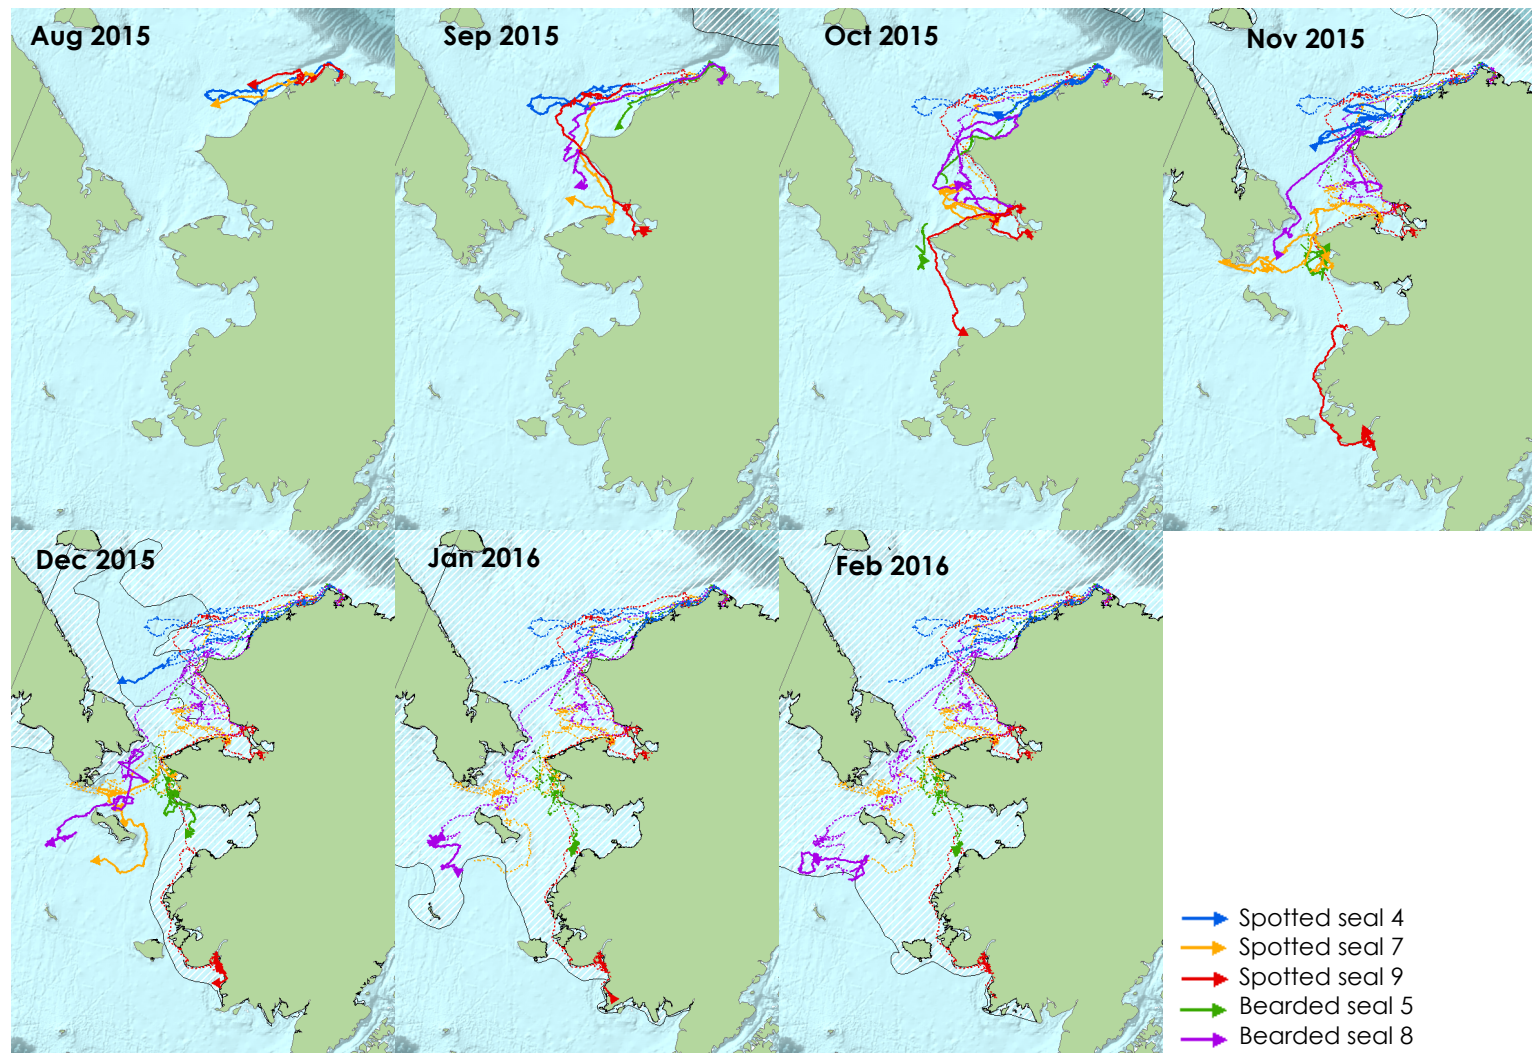 Aug 2015
Sep 2015
Oct 2015
Nov 2015
Dec 2015
Jan 2016
Feb 2016
Spotted seal 4
Spotted seal 7
Spotted seal 9
Bearded seal 5
Bearded seal 8